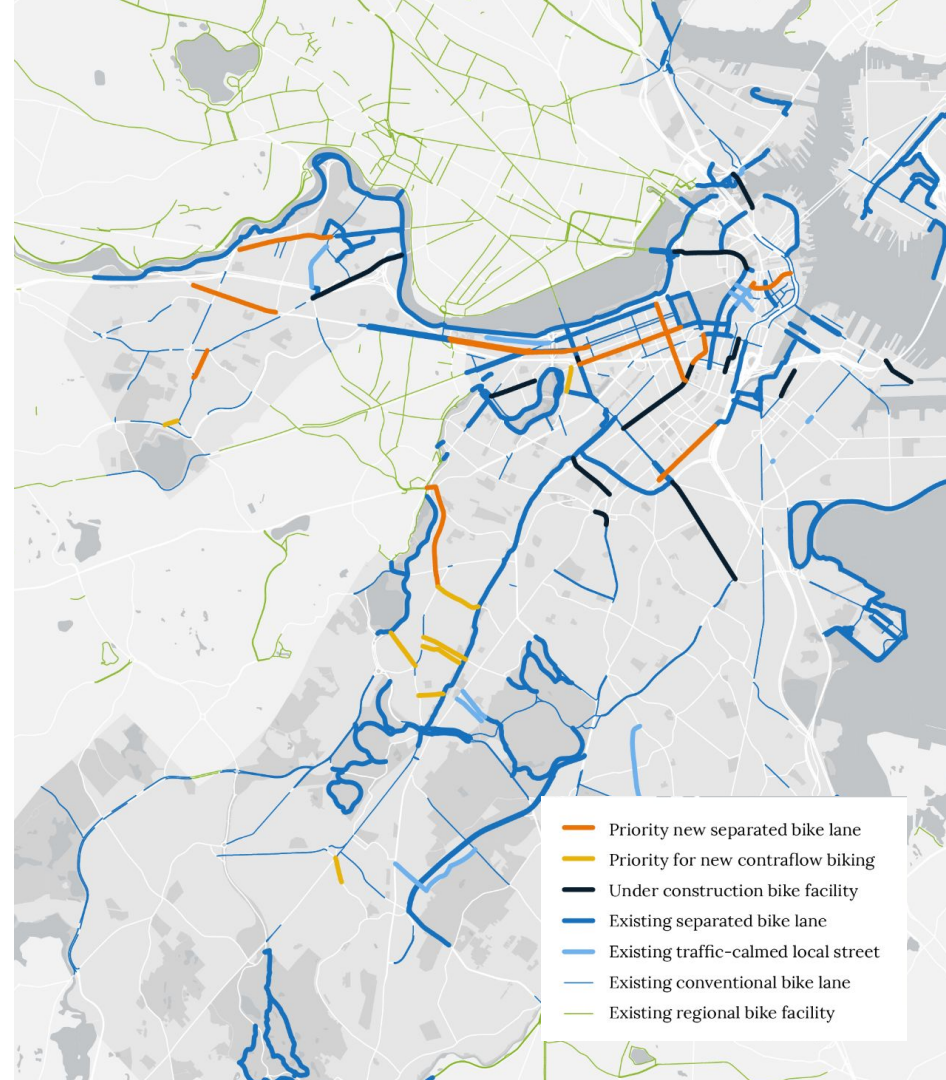 Priority new separated bike lane
Priority for new contraflow biking
Under construction bike facility
Existing separated bike lane
Existing traffic-calmed local street
Existing conventional bike lane
Existing regional bike facility